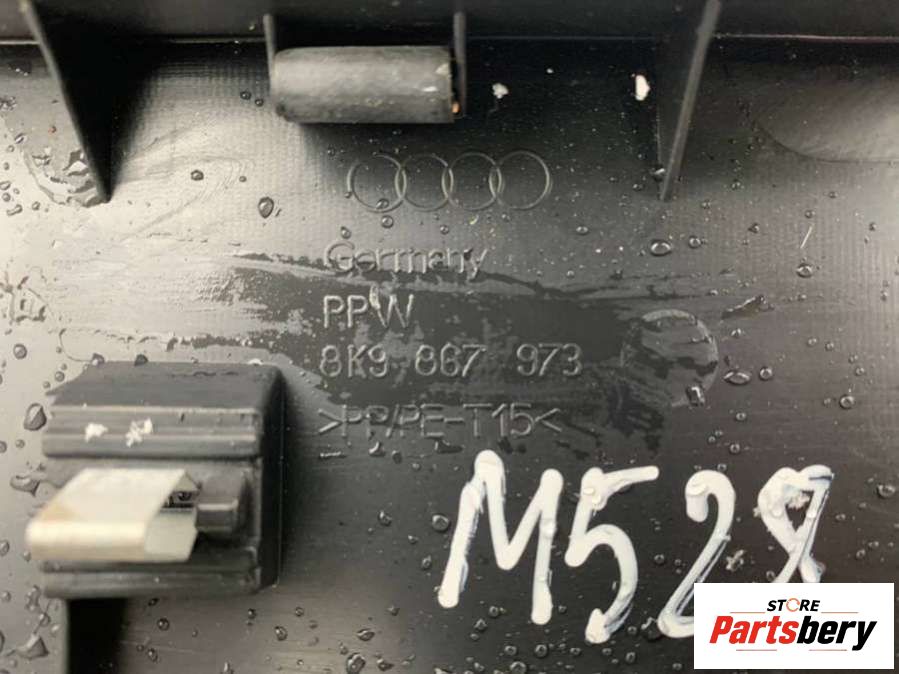 Germany
PPW
8K9 867 973
>PP/PE-T15<
M528
STORE
Partsbery